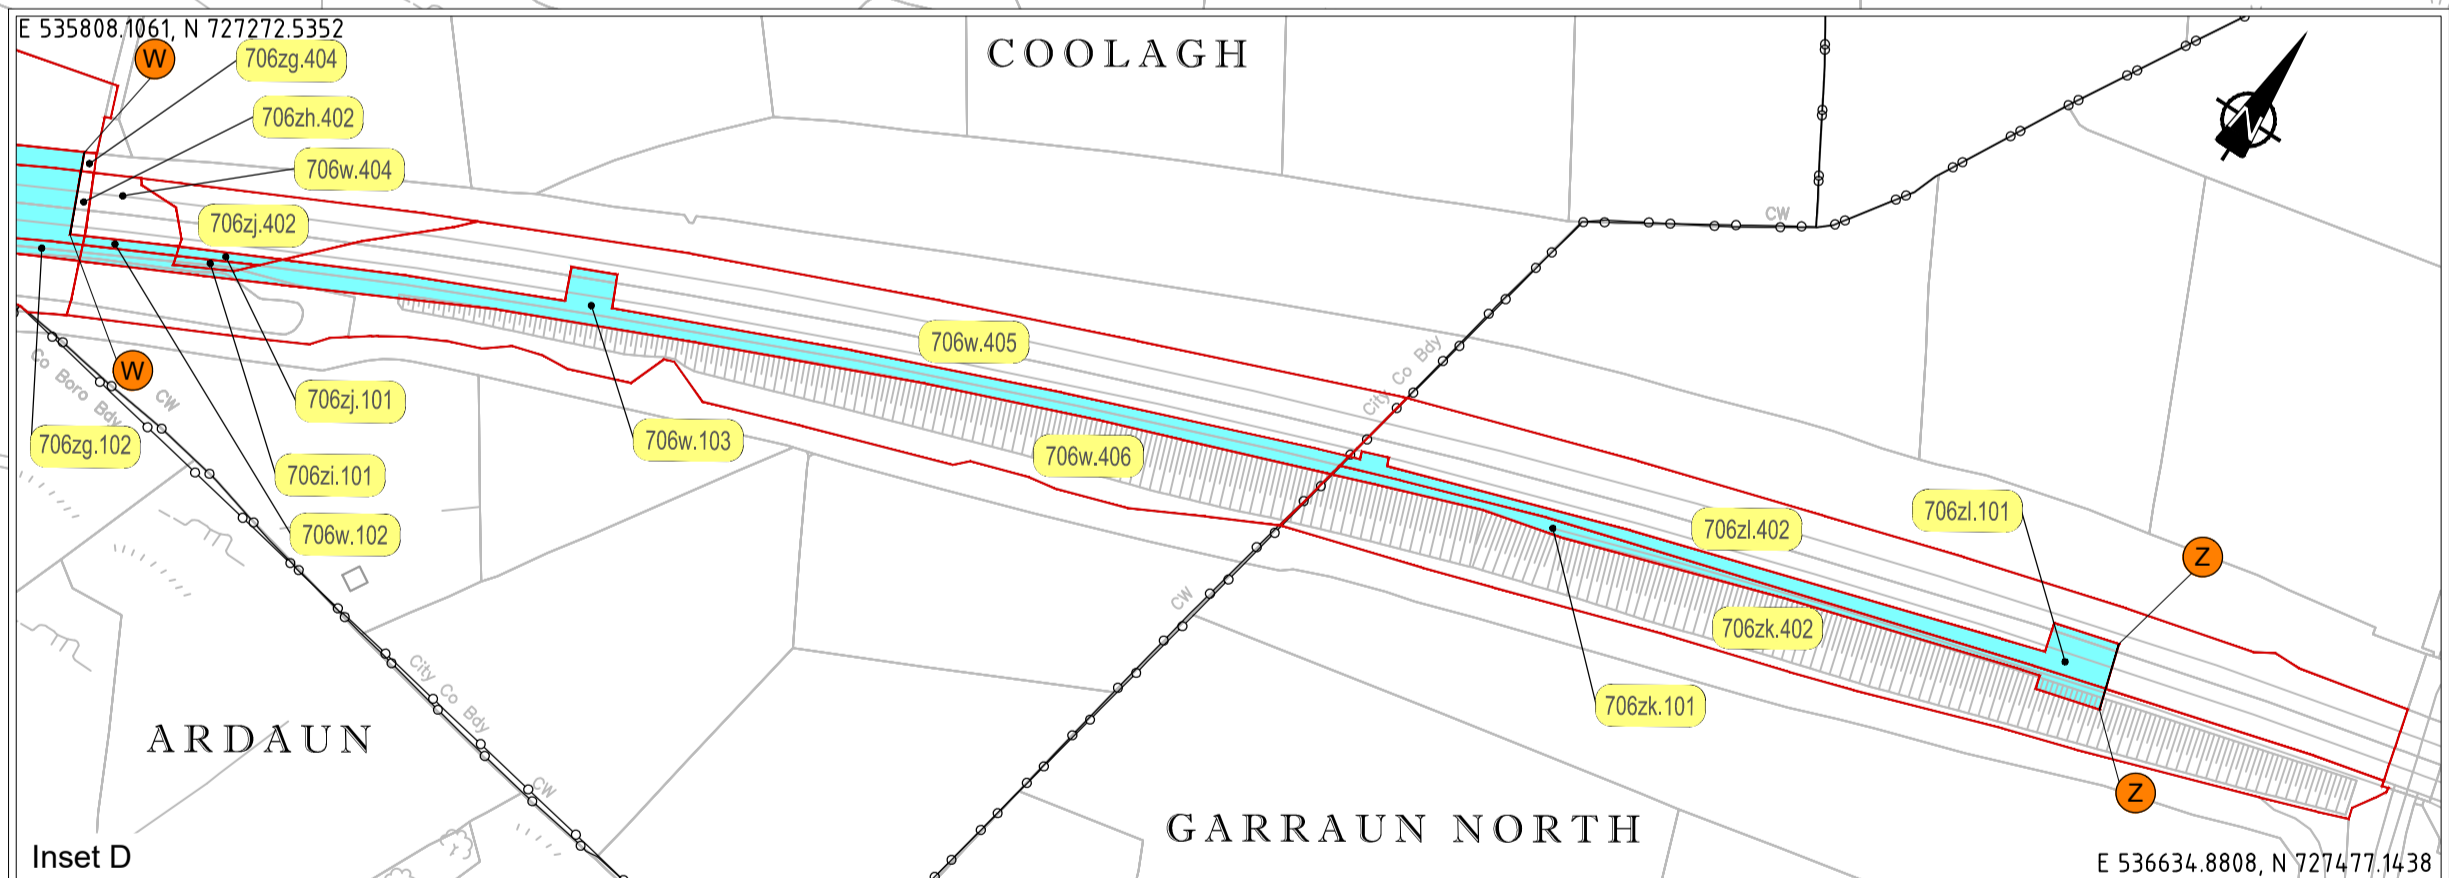 E 535808.1061, N 727272.5352
COOLAGH
W
706zg.404
706zh.402
706w.404
706zj.402
N
CW
706w.405
City Co Bdy
Co Boro Bdy
CW
W
706zj.101
706zg.102
706zi.101
706w.102
706w.103
706w.406
706zl.402
706zl.101
Z
CW
706zk.402
706zk.101
City Co Bdy
CW
ARDAUN
Z
GARRAUN NORTH
Inset D
E 536634.8808, N 727477.1438